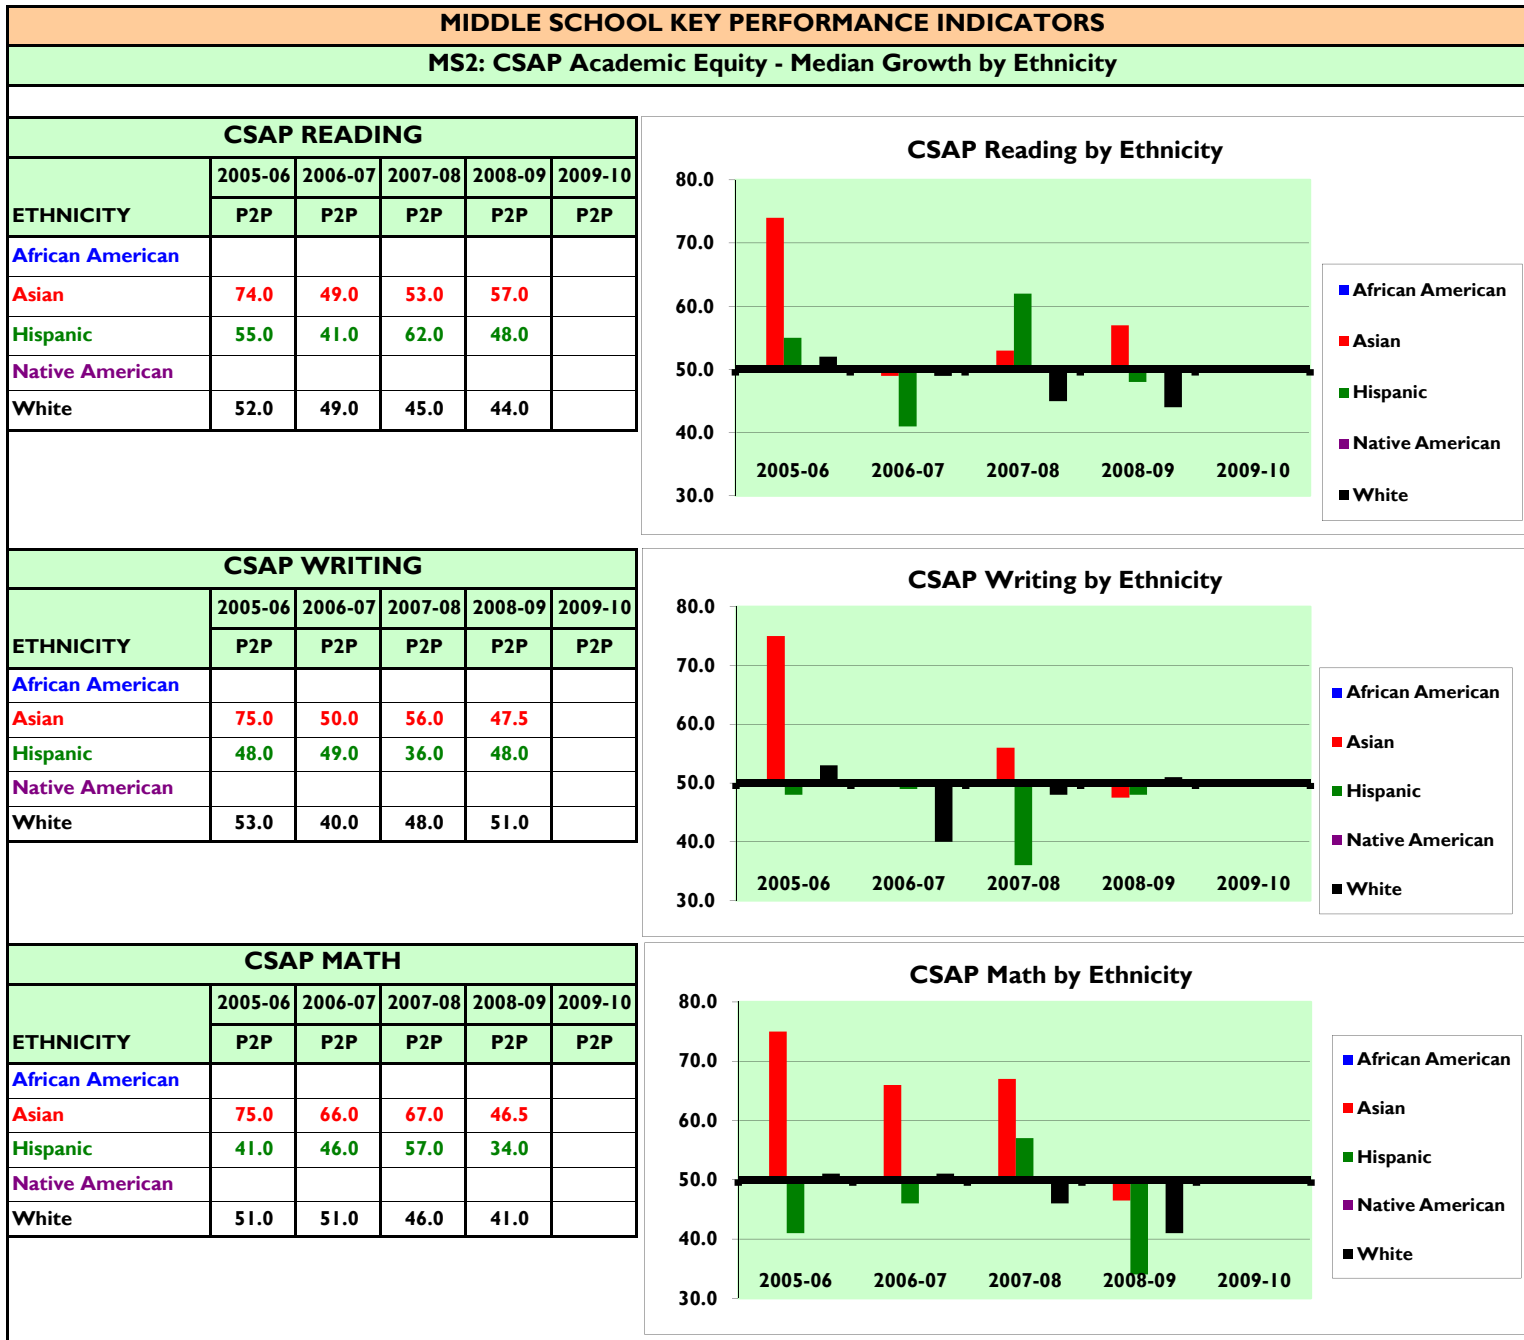 MIDDLE SCHOOL KEY PERFORMANCE INDICATORS
MS2: CSAP Academic Equity - Median Growth by Ethnicity
CSAP READING
2005-06 2006-07 2007-08 2008-09 2009-10
ETHNICITY P2P P2P P2P P2P P2P
African American
Asian 74.0 49.0 53.0 57.0
Hispanic 55.0 41.0 62.0 48.0
Native American
White 52.0 49.0 45.0 44.0
CSAP Reading by Ethnicity
80.0
70.0
60.0
50.0
40.0
30.0
2005-06 2006-07 2007-08 2008-09 2009-10
African American
Asian
Hispanic
Native American
White
CSAP WRITING
2005-06 2006-07 2007-08 2008-09 2009-10
ETHNICITY P2P P2P P2P P2P P2P
African American
Asian 75.0 50.0 56.0 47.5
Hispanic 48.0 49.0 36.0 48.0
Native American
White 53.0 40.0 48.0 51.0
CSAP Writing by Ethnicity
80.0
70.0
60.0
50.0
40.0
30.0
2005-06 2006-07 2007-08 2008-09 2009-10
African American
Asian
Hispanic
Native American
White
CSAP MATH
2005-06 2006-07 2007-08 2008-09 2009-10
ETHNICITY P2P P2P P2P P2P P2P
African American
Asian 75.0 66.0 67.0 46.5
Hispanic 41.0 46.0 57.0 34.0
Native American
White 51.0 51.0 46.0 41.0
CSAP Math by Ethnicity
80.0
70.0
60.0
50.0
40.0
30.0
2005-06 2006-07 2007-08 2008-09 2009-10
African American
Asian
Hispanic
Native American
White